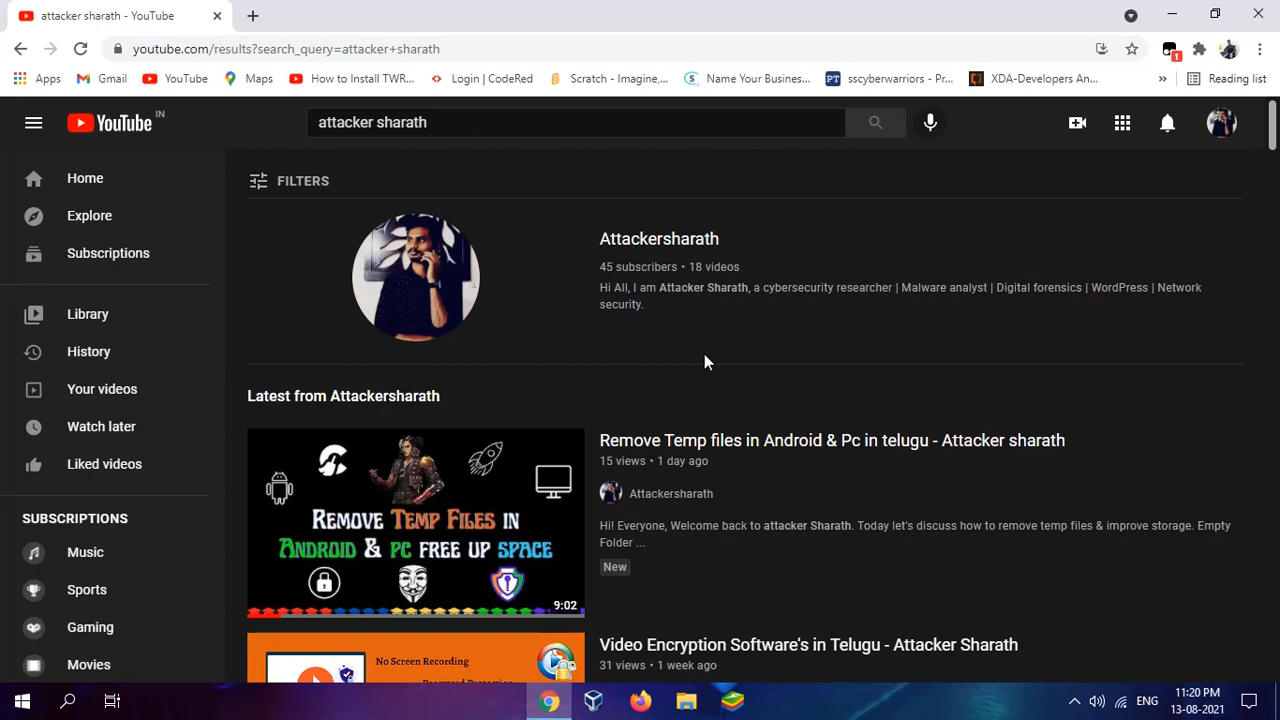 attacker sharath - YouTube
youtube.com/results?search_query=attacker+sharath
1
Apps
Gmail
YouTube
Maps
How to Install TWR...
Login | CodeRed
Scratch - Imagine,...
Name Your Business...
sscyberwarriors - Pr...
XDA-Developers An...
»
Reading list
YouTube IN
attacker sharath
Home
Explore
Subscriptions
Library
History
Your videos
Watch later
Liked videos
SUBSCRIPTIONS
Music
Sports
Gaming
Movies
FILTERS
Attackersharath
45 subscribers • 18 videos
Hi All, I am Attacker Sharath, a cybersecurity researcher | Malware analyst | Digital forensics | WordPress | Network
security.
Latest from Attackersharath
REMOVE TEMP FILES IN
ANDROID & PC FREE UP SPACE
9:02
Remove Temp files in Android & Pc in telugu - Attacker sharath
15 views • 1 day ago
Attackersharath
Hi! Everyone, Welcome back to attacker Sharath. Today let's discuss how to remove temp files & improve storage. Empty
Folder ...
New
No Screen Recording
Password Protection
Video Encryption Software's in Telugu - Attacker Sharath
31 views • 1 week ago
ENG
11:20 PM
13-08-2021